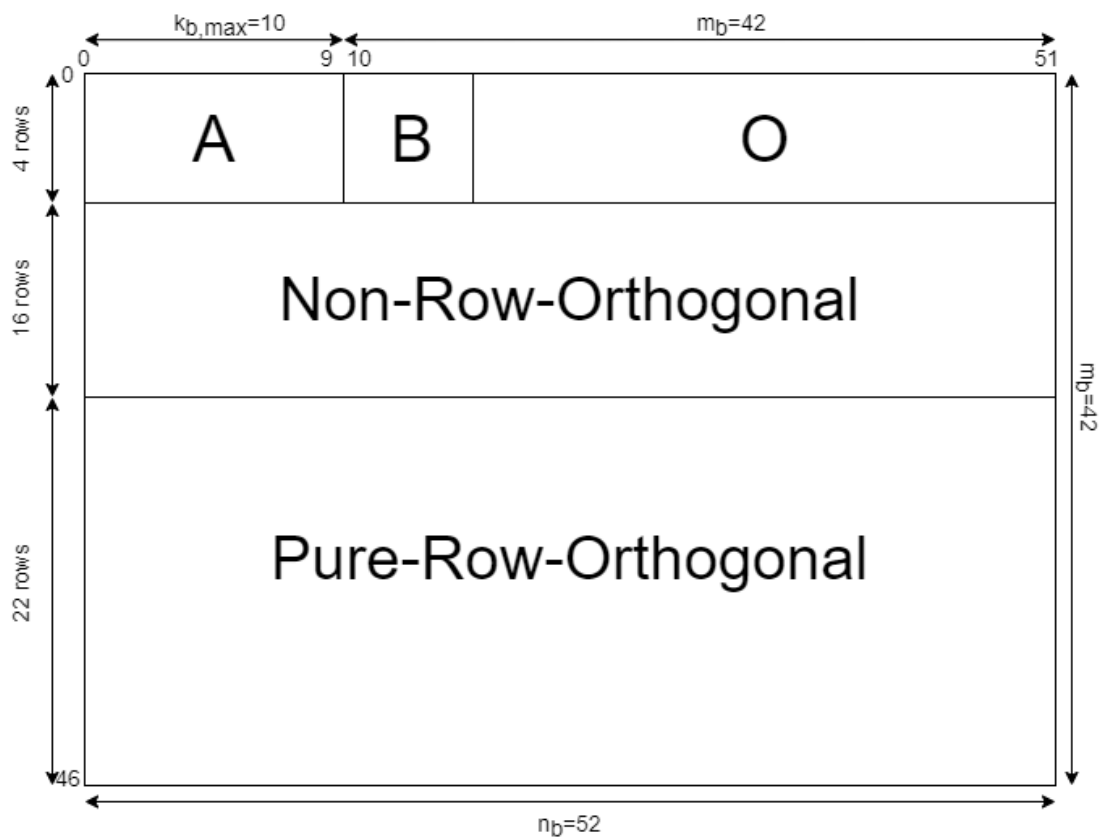 k_b,max=10 m_b=42
0 9 10 51
0
4 rows
A B O
16 rows
Non-Row-Orthogonal
m_b=42
22 rows
Pure-Row-Orthogonal
46
n_b=52